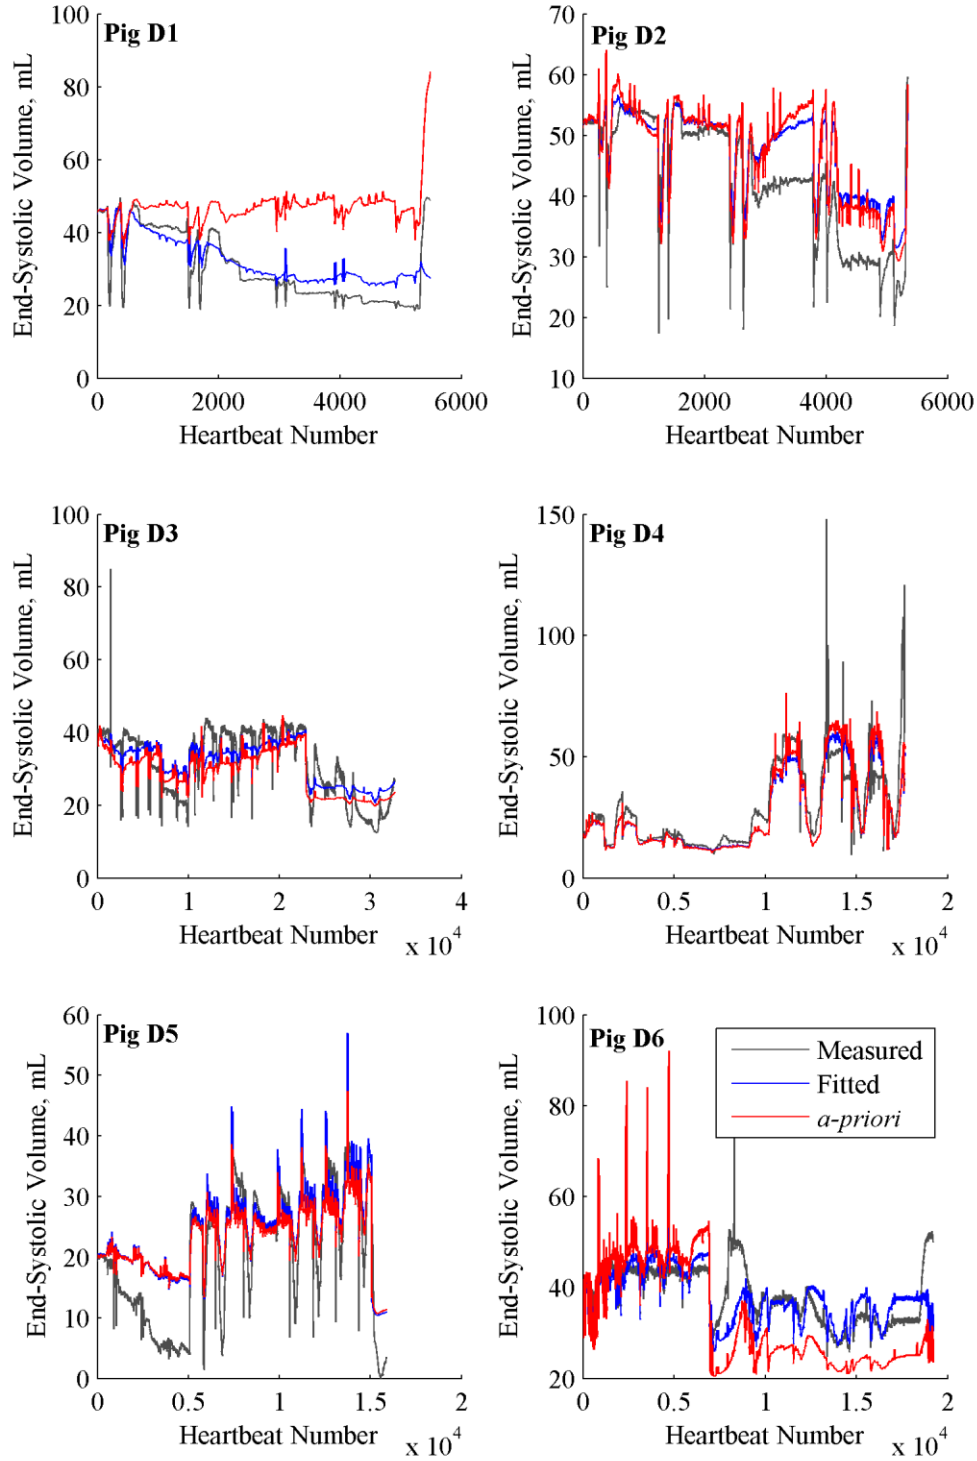 Pig D1
End-Systolic Volume, mL
100
80
60
40
20
0
0 2000 4000 6000
Heartbeat Number
Pig D2
End-Systolic Volume, mL
70
60
50
40
30
20
10
0 2000 4000 6000
Heartbeat Number
Pig D3
End-Systolic Volume, mL
100
80
60
40
20
0
0 1 2 3 4
Heartbeat Number
x 10^4
Pig D4
End-Systolic Volume, mL
150
100
50
0
0 0.5 1 1.5 2
Heartbeat Number
x 10^4
Pig D5
End-Systolic Volume, mL
60
50
40
30
20
10
0
0 0.5 1 1.5 2
Heartbeat Number
x 10^4
Pig D6
End-Systolic Volume, mL
100
80
60
40
20
0 0.5 1 1.5 2
Heartbeat Number
x 10^4
Measured
Fitted
a-priori